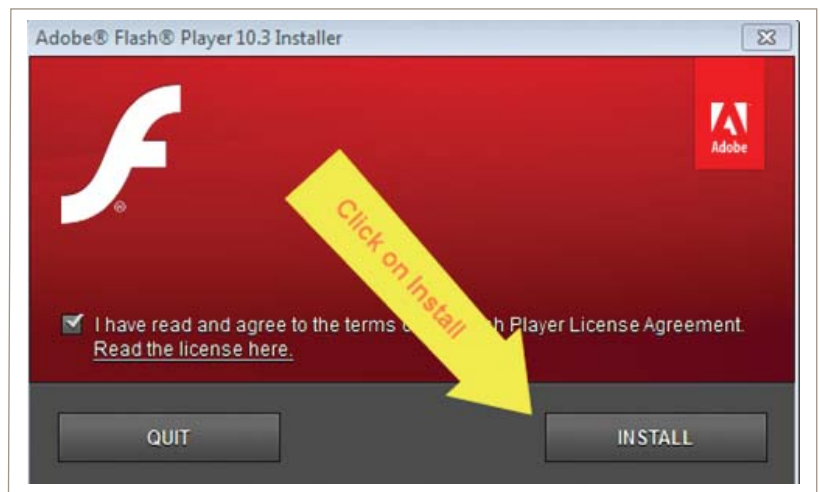 Adobe® Flash® Player 10.3 Installer
Adobe
®
Click on Install
I have read and agree to the terms h Player License Agreement.
Read the license here.
QUIT
INSTALL